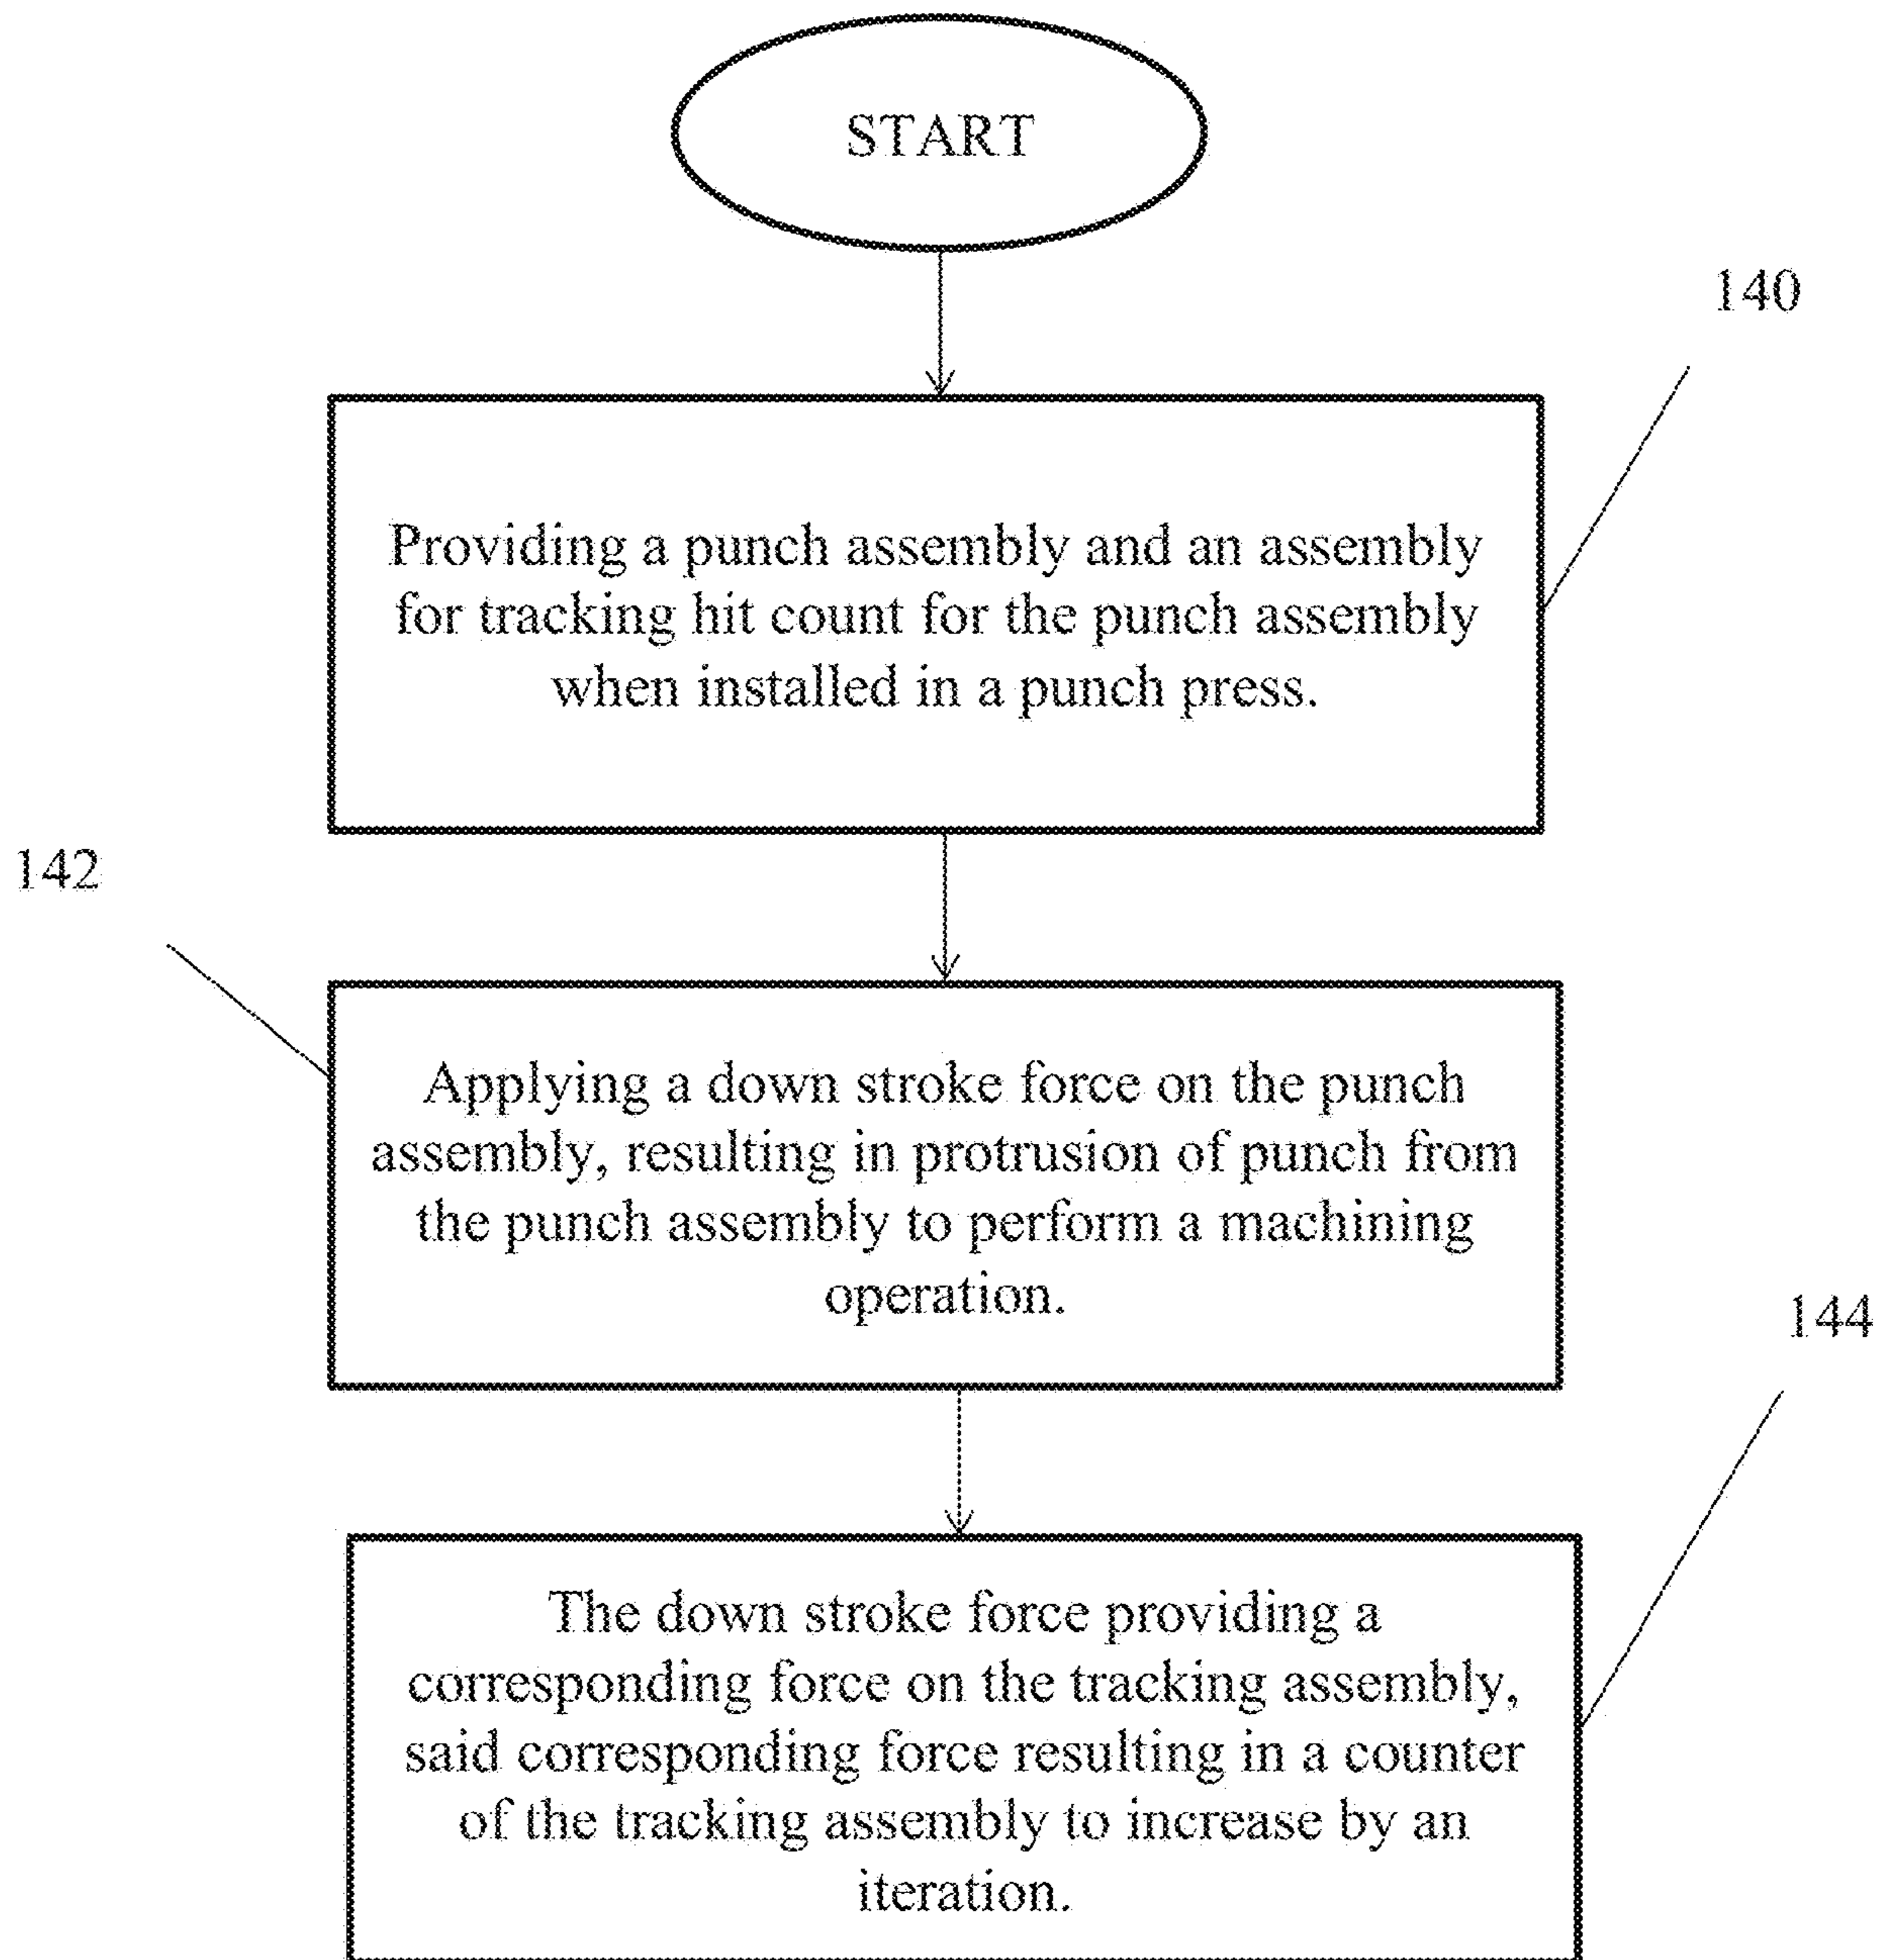 START
140
Providing a punch assembly and an assembly
for tracking hit count for the punch assembly
when installed in a punch press.
142
Applying a down stroke force on the punch
assembly, resulting in protrusion of punch from
the punch assembly to perform a machining
operation.
144
The down stroke force providing a
corresponding force on the tracking assembly,
said corresponding force resulting in a counter
of the tracking assembly to increase by an
iteration.